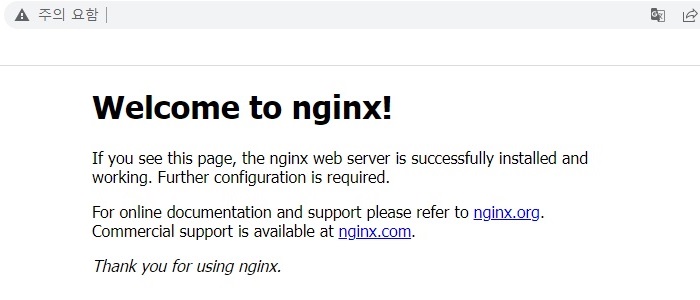 주의 요함
Welcome to nginx!
If you see this page, the nginx web server is successfully installed and
working. Further configuration is required.
For online documentation and support please refer to nginx.org.
Commercial support is available at nginx.com.
Thank you for using nginx.